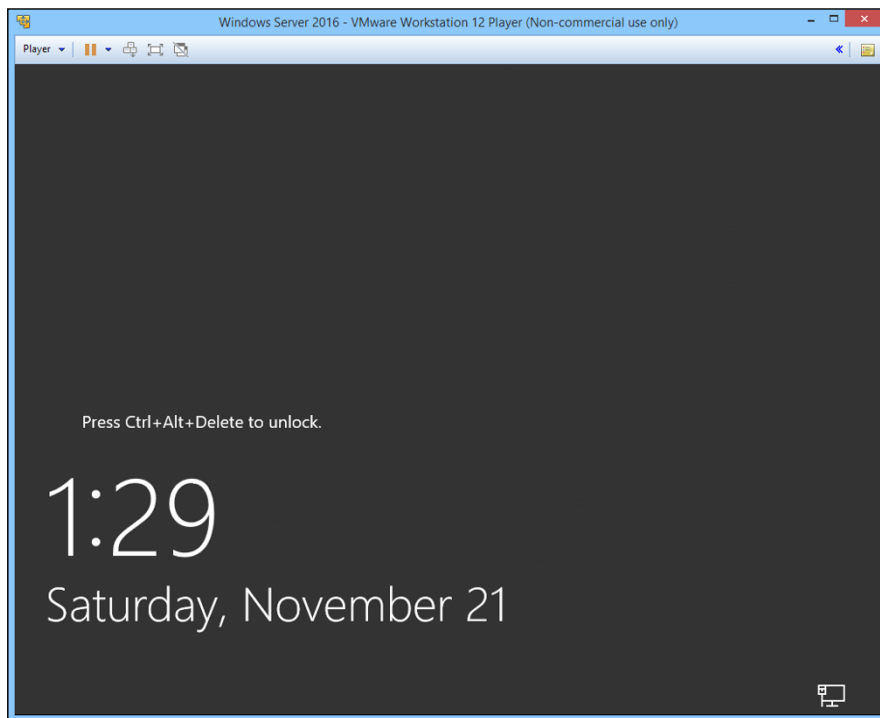 Windows Server 2016 - VMware Workstation 12 Player (Non-commercial use only)
Player
Press Ctrl+Alt+Delete to unlock.
1:29
Saturday, November 21